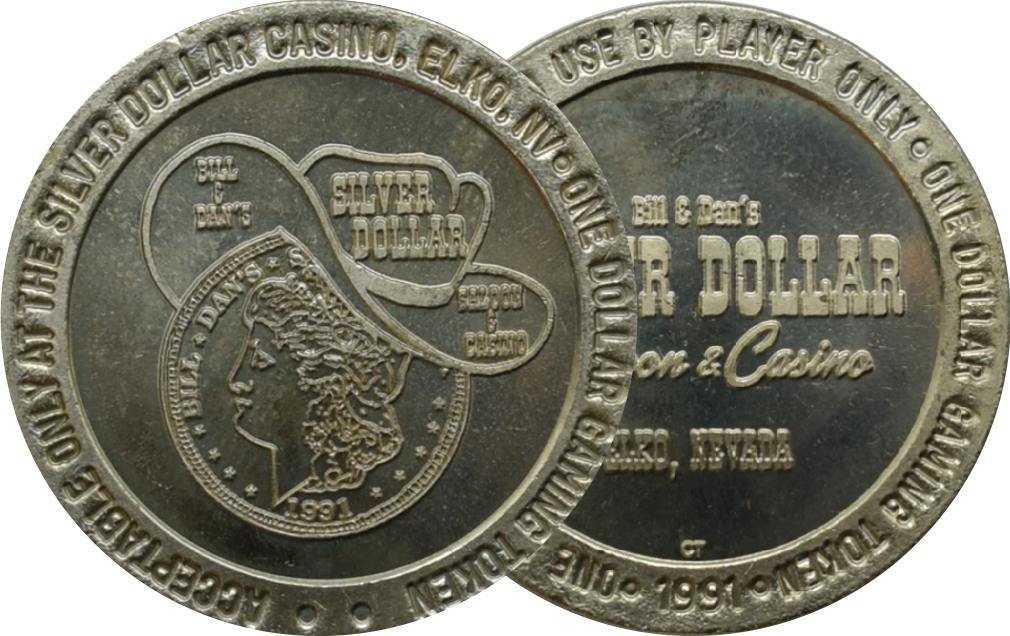 ACCEPTABLE ONLY AT THE SILVER DOLLAR CASINO, ELKO, NV • ONE DOLLAR GAMING TOKEN
BILL
&
DAN'S
SILVER
DOLLAR
SALOON
&
CASINO
BILL • DAN'S • S
1991
USE BY PLAYER ONLY • ONE DOLLAR GAMING TOKEN • 1991 • ONE
Bill & Dan's
R DOLLAR
on & Casino
ELKO, NEVADA
CT